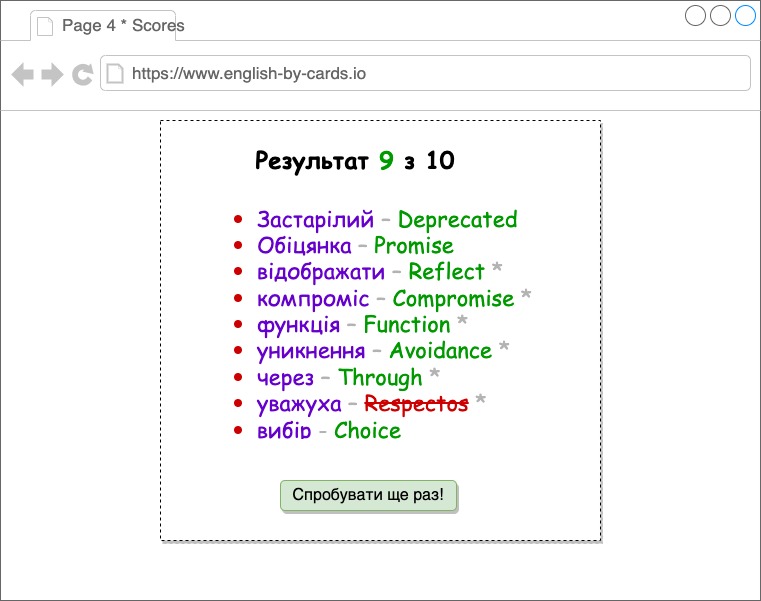 Page 4 * Scores
https://www.english-by-cards.io
Результат 9 з 10
Застарілий – Deprecated
Обіцянка – Promise
відображати – Reflect *
компроміс – Compromise *
функція – Function *
уникнення – Avoidance *
через – Through *
уважуха – Respectos *
вибір - Choice
Спробувати ще раз!